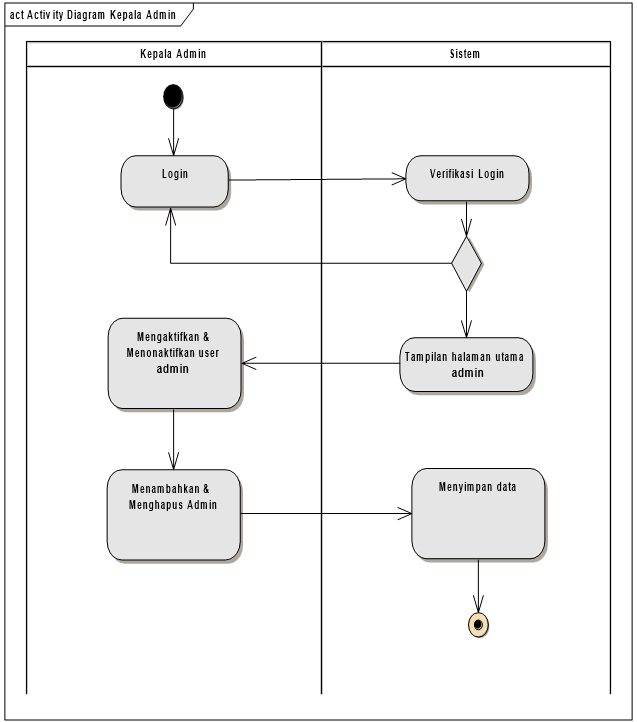 act Activity Diagram Kepala Admin
Kepala Admin
Sistem
Login
Verifikasi Login
Mengaktifkan &
Menonaktifkan user
admin
Tampilan halaman utama
admin
Menambahkan &
Menghapus Admin
Menyimpan data